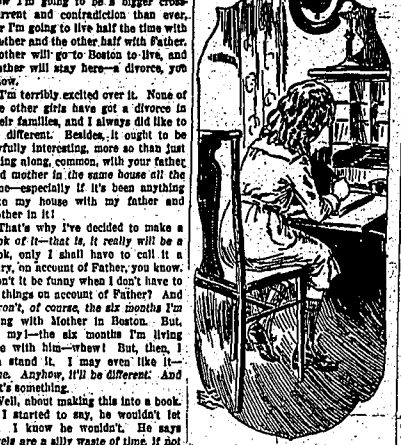 I'm going to be a bigger cross-
rrent and contradiction than ever,
r I'm going to live half the time with
ther and the other half with Father.
other will go to Boston to live, and
ather will stay here—a divorce, you
ow.
I'm terribly excited over it. None of
e other girls have got a divorce in
eir families, and I always did like to
different. Besides, it ought to be
fully interesting, more so than just
ing along, common, with your father
d mother in the same house all the
me—especially if it's been anything
e my house with my father and
other in it!
That's why I've decided to make a
ok of it—that is, it really will be a
ok, only I shall have to call it a
ry, on account of Father, you know.
n't it be funny when I don't have to
things on account of Father? And
on't, of course, the six months I'm
ng with Mother in Boston. But,
my!—the six months I'm living
e with him—whew! But, then, I
stand it. I may even like it—
e. Anyhow, it'll be different. And
t's something.
Well, about making this into a book.
I started to say, he wouldn't let
I know he wouldn't. He says
els are a silly waste of time, if not